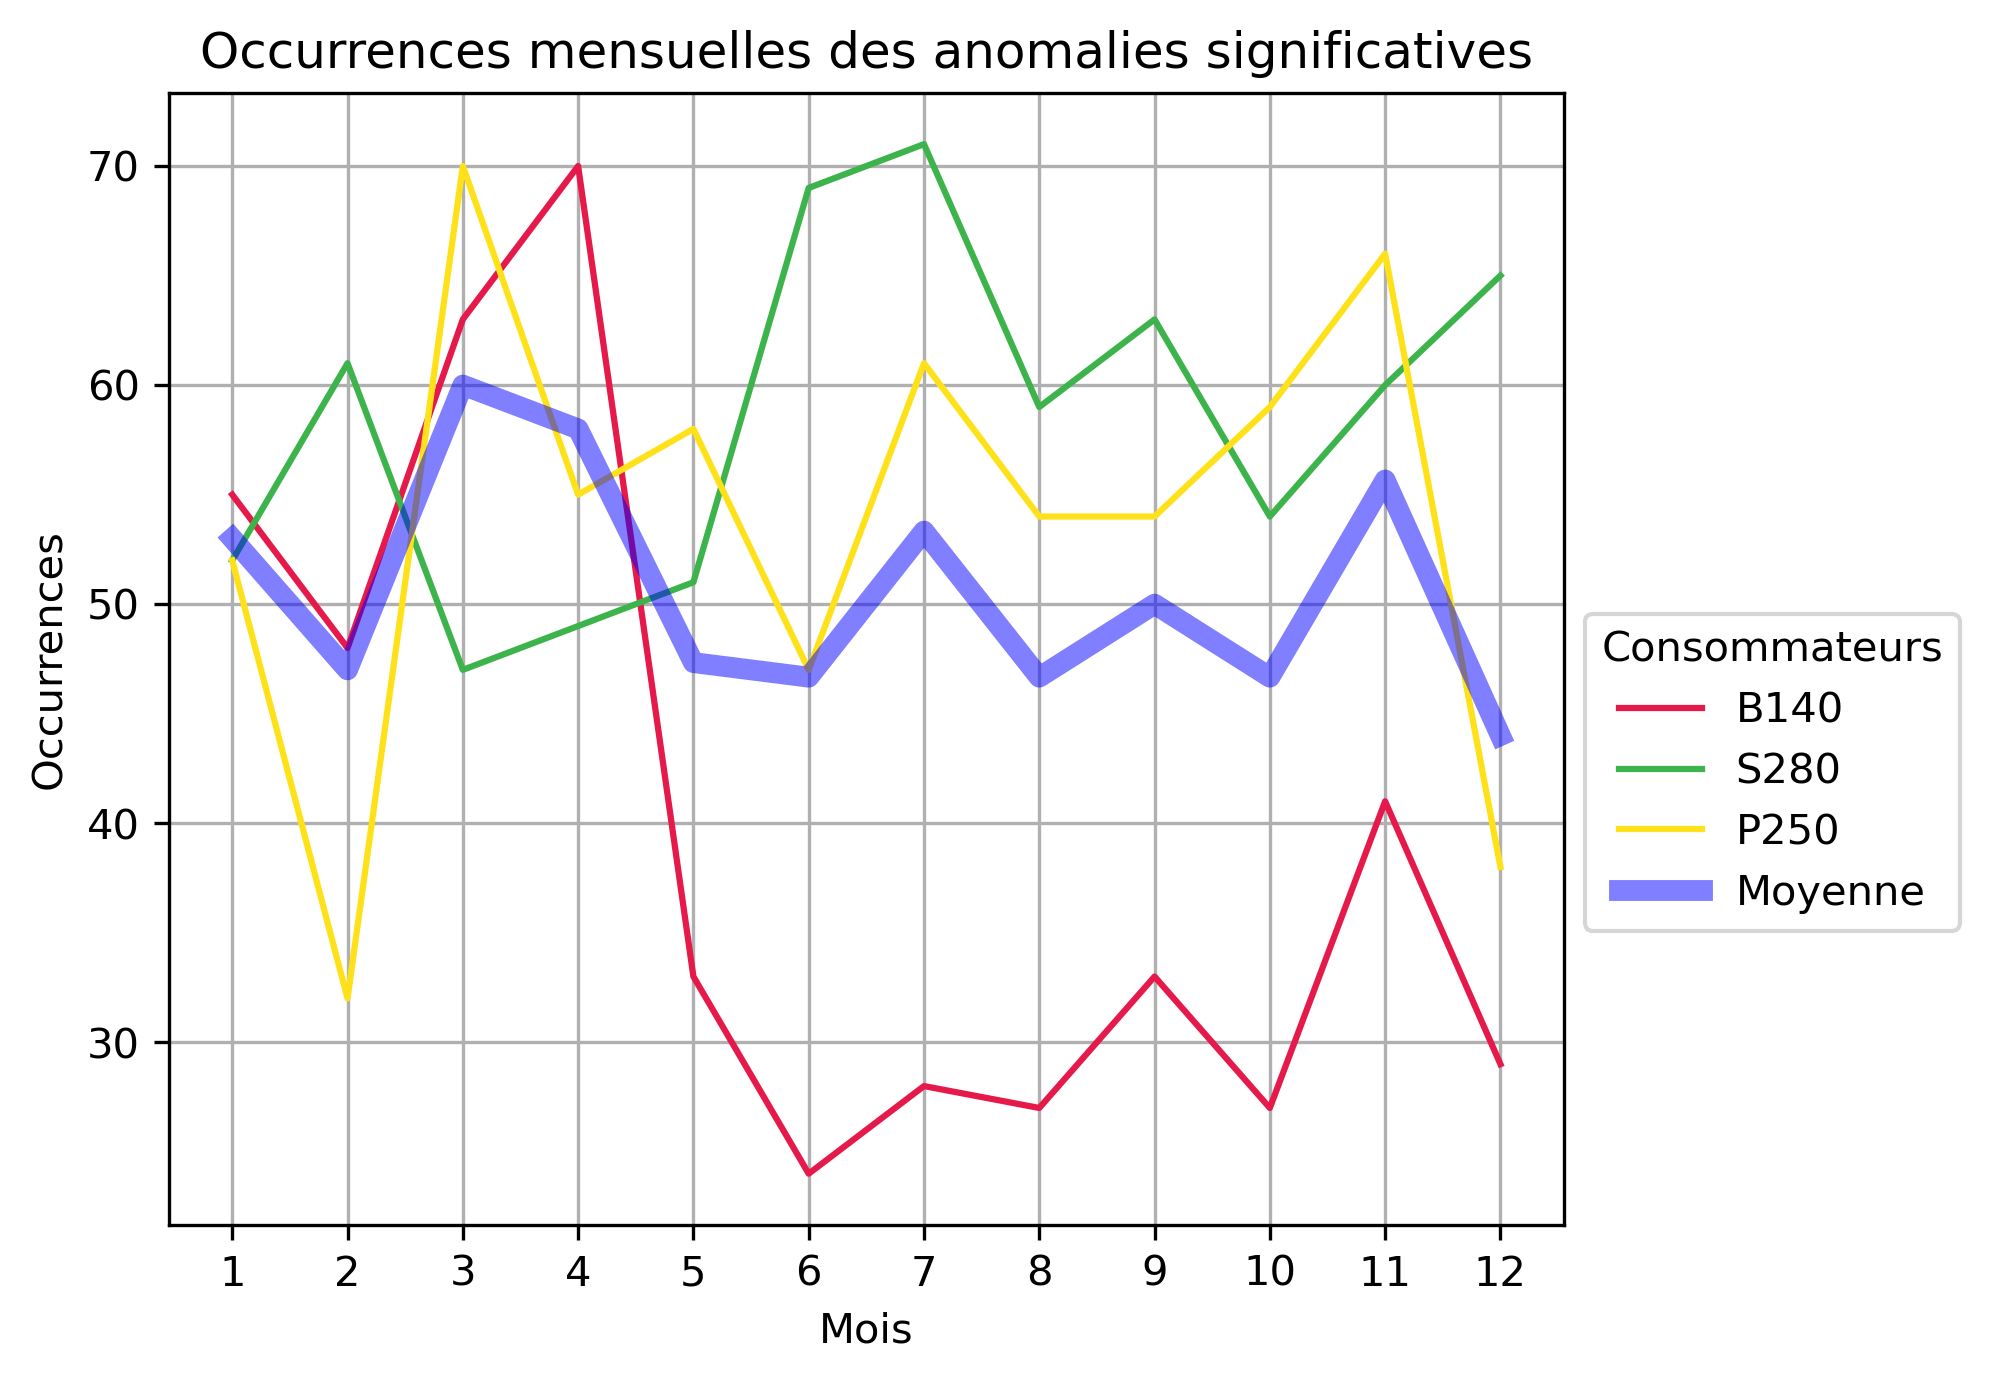 Occurrences mensuelles des anomalies significatives
Occurrences
70
60
50
40
30
1 2 3 4 5 6 7 8 9 10 11 12
Mois
Consommateurs
B140
S280
P250
Moyenne